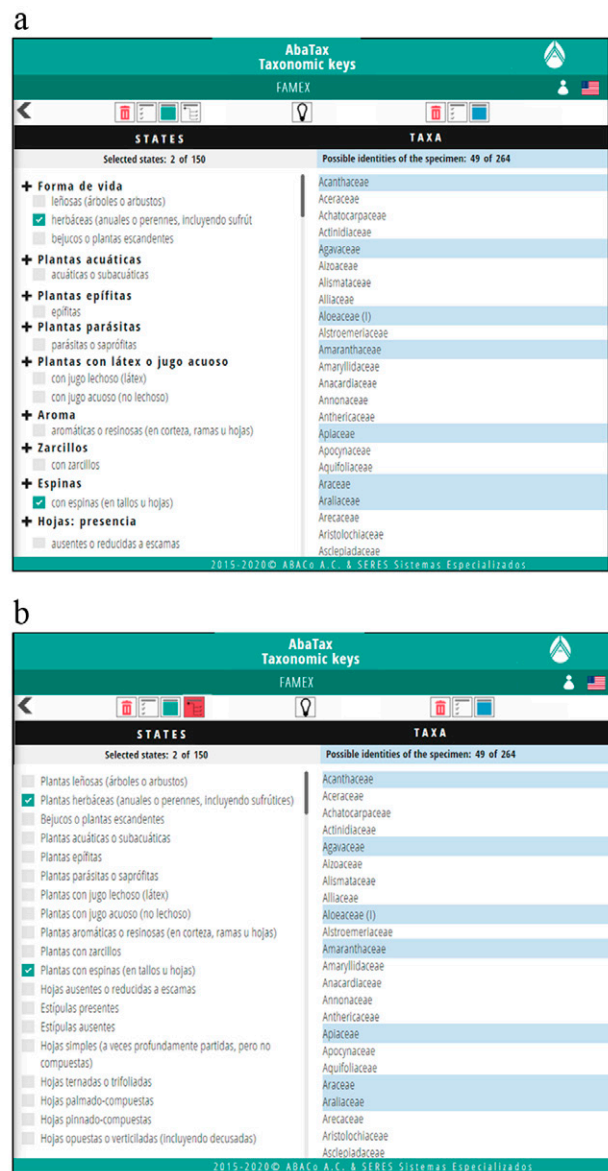 a
AbaTax
Taxonomic keys
FAMEX
STATES
TAXA
Selected states: 2 of 150
Possible identities of the specimen: 49 of 264
+ Forma de vida
leñosas (árboles o arbustos)
herbáceas (anuales o perennes, incluyendo sufrút
bejucos o plantas escandentes
+ Plantas acuáticas
acuáticas o subacuáticas
+ Plantas epífitas
epífitas
+ Plantas parásitas
parásitas o saprófitas
+ Plantas con látex o jugo acuoso
con jugo lechoso (látex)
con jugo acuoso (no lechoso)
+ Aroma
aromáticas o resinosas (en corteza, ramas u hojas)
+ Zarcillos
con zarcillos
+ Espinas
con espinas (en tallos u hojas)
+ Hojas: presencia
ausentes o reducidas a escamas
Acanthaceae
Aceraceae
Achatocarpaceae
Actinidiaceae
Agavaceae
Aizoaceae
Alismataceae
Alliaceae
Aloeaceae (I)
Alstroemeriaceae
Amaranthaceae
Amaryllidaceae
Anacardiaceae
Annonaceae
Anthericaceae
Apiaceae
Apocynaceae
Aquifoliaceae
Araceae
Araliaceae
Arecaceae
Aristolochiaceae
Asclepiadaceae
2015-2020© ABACo A.C. & SERES Sistemas Especializados
b
AbaTax
Taxonomic keys
FAMEX
STATES
TAXA
Selected states: 2 of 150
Possible identities of the specimen: 49 of 264
Plantas leñosas (árboles o arbustos)
Plantas herbáceas (anuales o perennes, incluyendo sufrútices)
Bejucos o plantas escandentes
Plantas acuáticas o subacuáticas
Plantas epífitas
Plantas parásitas o saprófitas
Plantas con jugo lechoso (látex)
Plantas con jugo acuoso (no lechoso)
Plantas aromáticas o resinosas (en corteza, ramas u hojas)
Plantas con zarcillos
Plantas con espinas (en tallos u hojas)
Hojas ausentes o reducidas a escamas
Estípulas presentes
Estípulas ausentes
Hojas simples (a veces profundamente partidas, pero no
compuestas)
Hojas ternadas o trifoliadas
Hojas palmado-compuestas
Hojas pinnado-compuestas
Hojas opuestas o verticiladas (incluyendo decusadas)
Acanthaceae
Aceraceae
Achatocarpaceae
Actinidiaceae
Agavaceae
Aizoaceae
Alismataceae
Alliaceae
Aloeaceae (I)
Alstroemeriaceae
Amaranthaceae
Amaryllidaceae
Anacardiaceae
Annonaceae
Anthericaceae
Apiaceae
Apocynaceae
Aquifoliaceae
Araceae
Araliaceae
Arecaceae
Aristolochiaceae
Asclepiadaceae
2015-2020© ABACo A.C. & SERES Sistemas Especializados